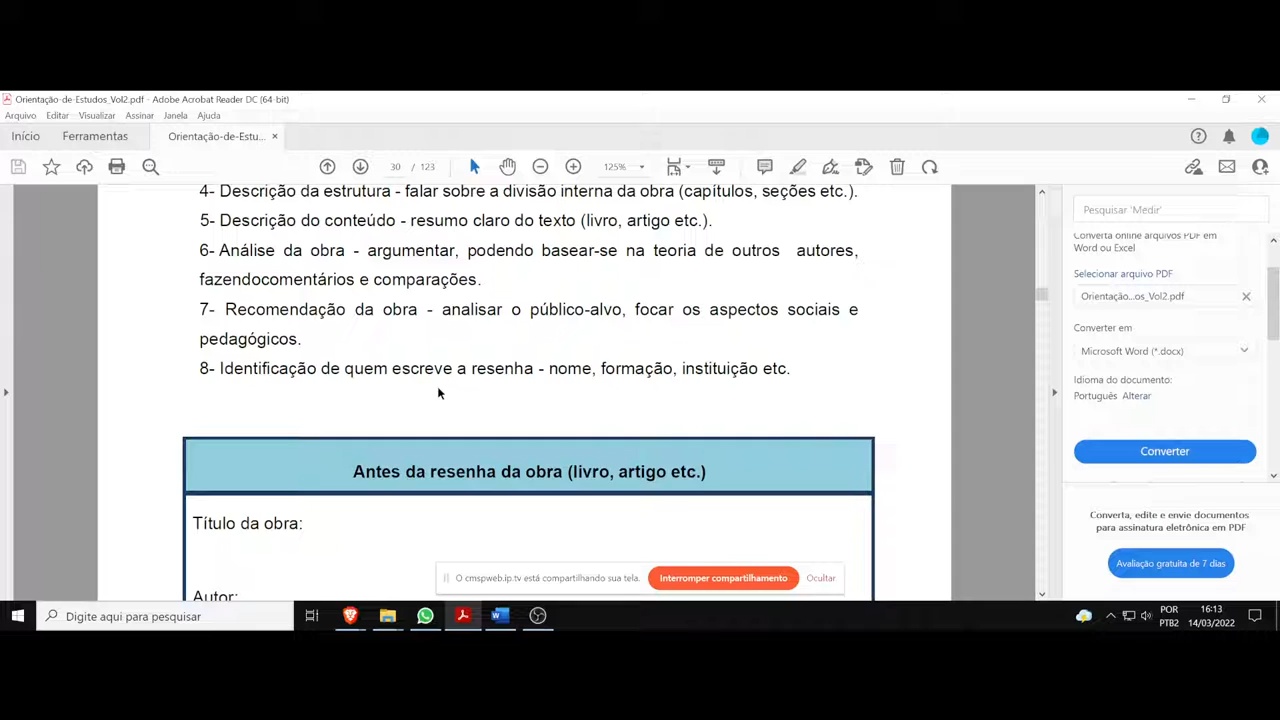 Orientação-de-Estudos_Vol2.pdf - Adobe Acrobat Reader DC (64-bit)
Arquivo Editar Visualizar Assinar Janela Ajuda
Início Ferramentas Orientação-de-Estu... ×
30 / 123 125%
4- Descrição da estrutura - falar sobre a divisão interna da obra (capítulos, seções etc.).
5- Descrição do conteúdo - resumo claro do texto (livro, artigo etc.).
6- Análise da obra - argumentar, podendo basear-se na teoria de outros autores,
fazendocomentários e comparações.
7- Recomendação da obra - analisar o público-alvo, focar os aspectos sociais e
pedagógicos.
8- Identificação de quem escreve a resenha - nome, formação, instituição etc.
Antes da resenha da obra (livro, artigo etc.)
Título da obra:
Autor:
O cmspweb.ip.tv está compartilhando sua tela. Interromper compartilhamento Ocultar
Pesquisar 'Medir'
Converta online arquivos PDF em
Word ou Excel
Selecionar arquivo PDF
Orientação...os_Vol2.pdf
Converter em
Microsoft Word (*.docx)
Idioma do documento:
Português Alterar
Converter
Converta, edite e envie documentos
para assinatura eletrônica em PDF
Avaliação gratuita de 7 dias
Digite aqui para pesquisar
POR
PTB2
16:13
14/03/2022